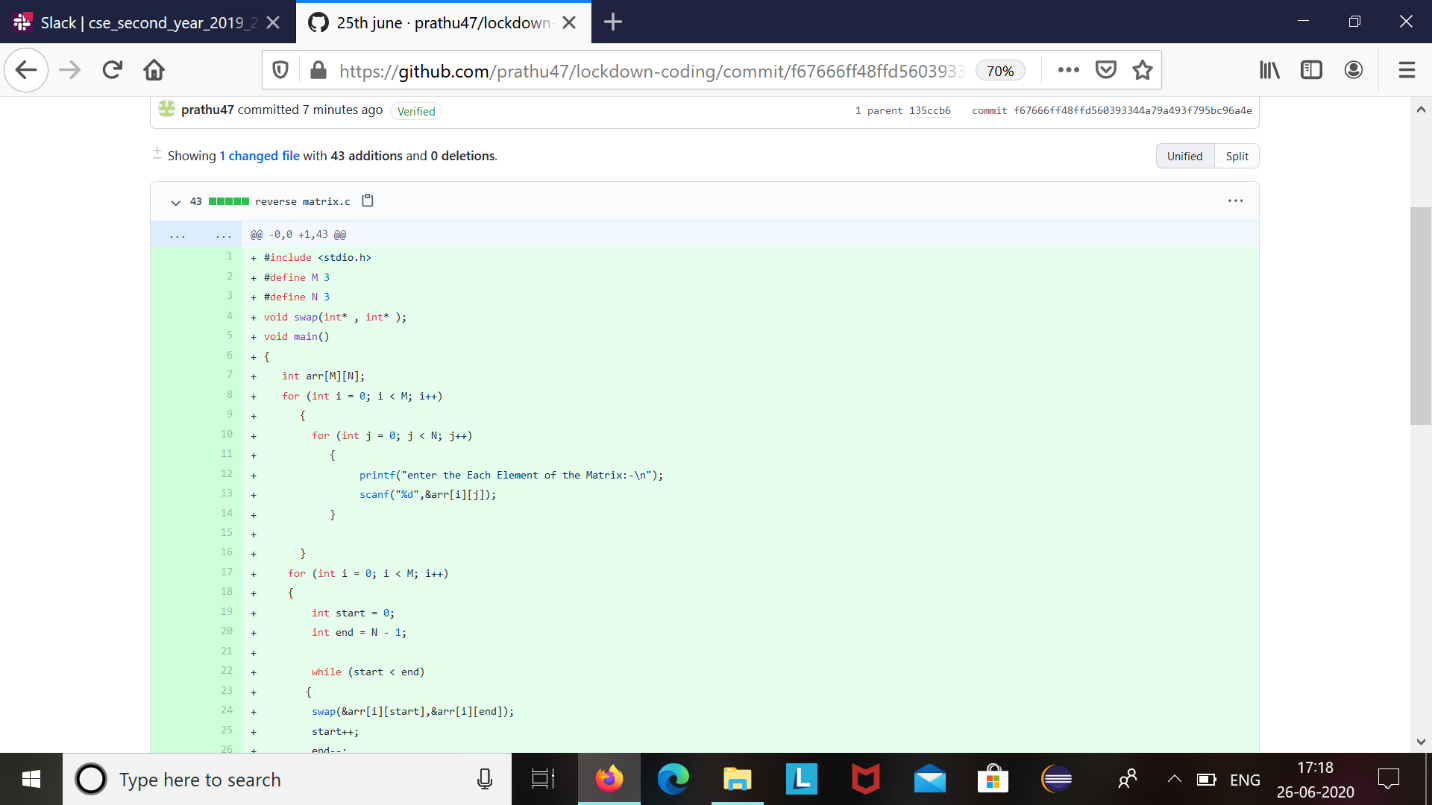 Slack | cse_second_year_2019_2
25th june · prathu47/lockdown-
https://github.com/prathu47/lockdown-coding/commit/f67666ff48ffd5603933
70%
prathu47 committed 7 minutes ago Verified
1 parent 135ccb6 commit f67666ff48ffd560393344a79a493f795bc96a4e
Showing 1 changed file with 43 additions and 0 deletions.
Unified Split
43 reverse matrix.c
... ... @@ -0,0 +1,43 @@
1 + #include <stdio.h>
2 + #define M 3
3 + #define N 3
4 + void swap(int* , int* );
5 + void main()
6 + {
7 + int arr[M][N];
8 + for (int i = 0; i < M; i++)
9 + {
10 + for (int j = 0; j < N; j++)
11 + {
12 + printf("enter the Each Element of the Matrix:-\n");
13 + scanf("%d",&arr[i][j]);
14 + }
15 +
16 + }
17 + for (int i = 0; i < M; i++)
18 + {
19 + int start = 0;
20 + int end = N - 1;
21 +
22 + while (start < end)
23 + {
24 + swap(&arr[i][start],&arr[i][end]);
25 + start++;
26 + end--;
Type here to search
L
ENG
17:18
26-06-2020